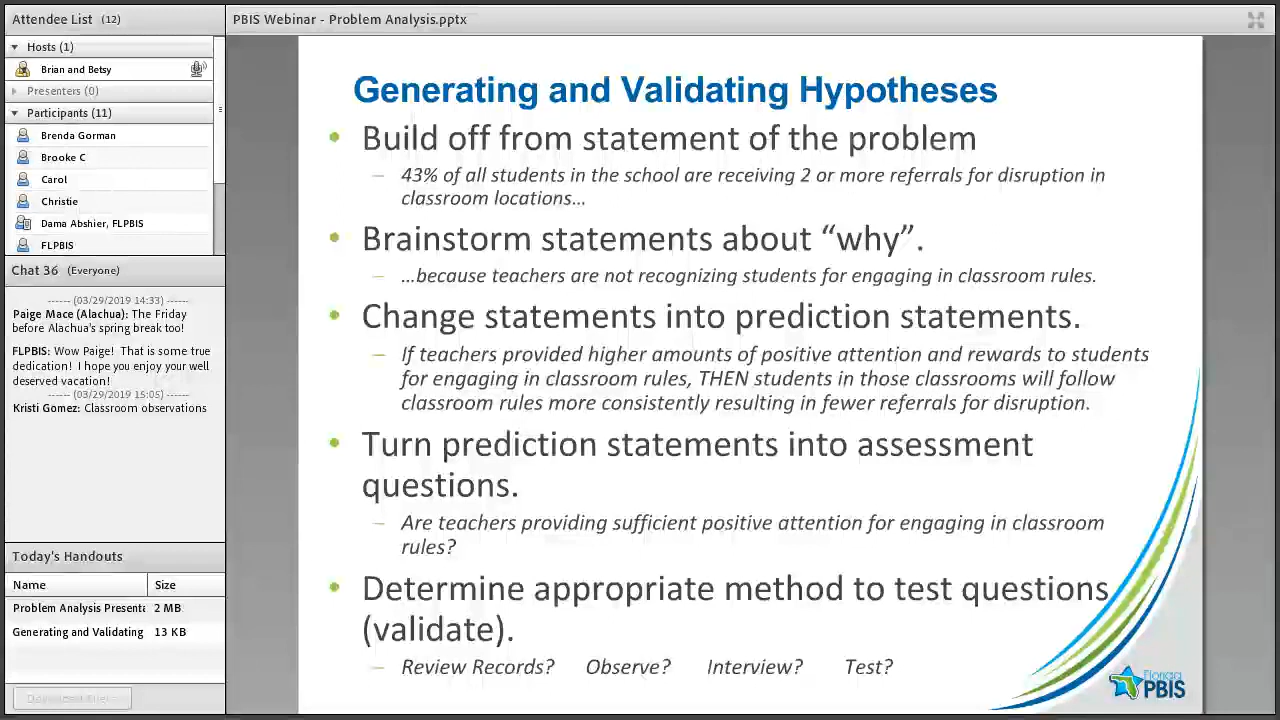 Attendee List (12)
Hosts (1)
Brian and Betsy
Presenters (0)
Participants (11)
Brenda Gorman
Brooke C
Carol
Christie
Dama Abshier, FLPBIS
FLPBIS
Chat 36 (Everyone)
------ (03/29/2019 14:33) ------
Paige Mace (Alachua): The Friday
before Alachua's spring break too!
FLPBIS: Wow Paige! That is some true
dedication! I hope you enjoy your well
deserved vacation!
------ (03/29/2019 15:05) ------
Kristi Gomez: Classroom observations
Today's Handouts
Name Size
Problem Analysis Presenta 2 MB
Generating and Validating 13 KB
Download File(s)
PBIS Webinar - Problem Analysis.pptx
Generating and Validating Hypotheses
• Build off from statement of the problem
– 43% of all students in the school are receiving 2 or more referrals for disruption in
classroom locations…
• Brainstorm statements about “why”.
– …because teachers are not recognizing students for engaging in classroom rules.
• Change statements into prediction statements.
– If teachers provided higher amounts of positive attention and rewards to students
for engaging in classroom rules, THEN students in those classrooms will follow
classroom rules more consistently resulting in fewer referrals for disruption.
• Turn prediction statements into assessment
questions.
– Are teachers providing sufficient positive attention for engaging in classroom
rules?
• Determine appropriate method to test questions
(validate).
– Review Records? Observe? Interview? Test?
Florida
PBIS